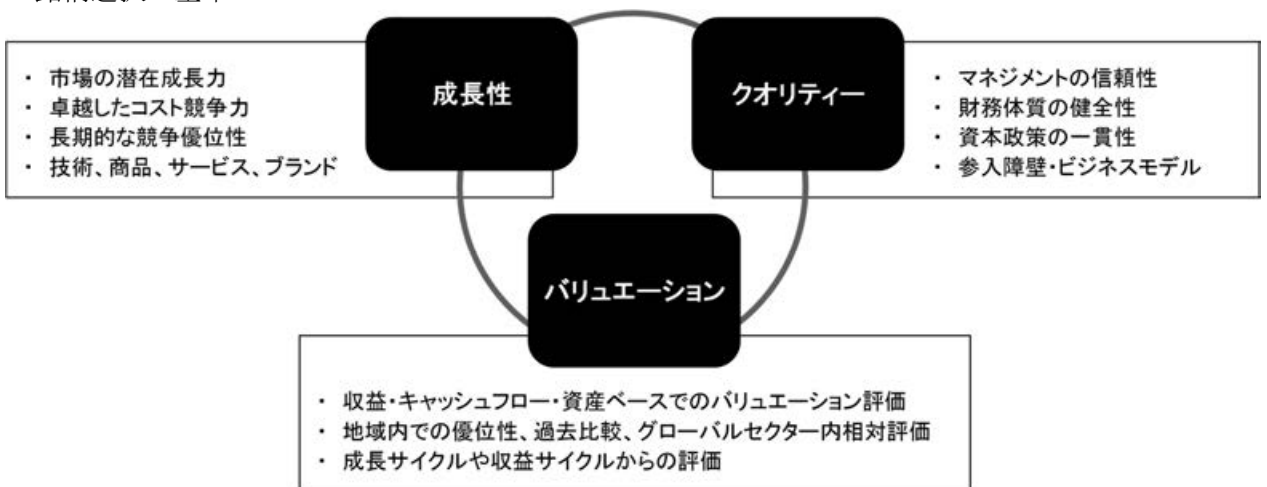 成長性
・ 市場の潜在成長力
・ 卓越したコスト競争力
・ 長期的な競争優位性
・ 技術、商品、サービス、ブランド
クオリティー
・ マネジメントの信頼性
・ 財務体質の健全性
・ 資本政策の一貫性
・ 参入障壁・ビジネスモデル
バリュエーション
・ 収益・キャッシュフロー・資産ベースでのバリュエーション評価
・ 地域内での優位性、過去比較、グローバルセクター内相対評価
・ 成長サイクルや収益サイクルからの評価